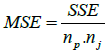 MSE = SSE / n_p . n_j